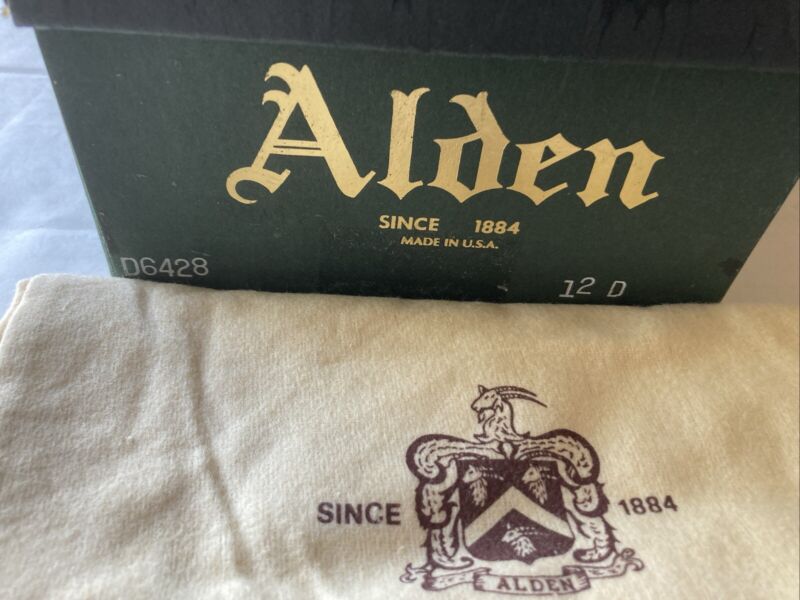 Alden
SINCE 1884
MADE IN U.S.A.
D6428 12 D
SINCE 1884
ALDEN